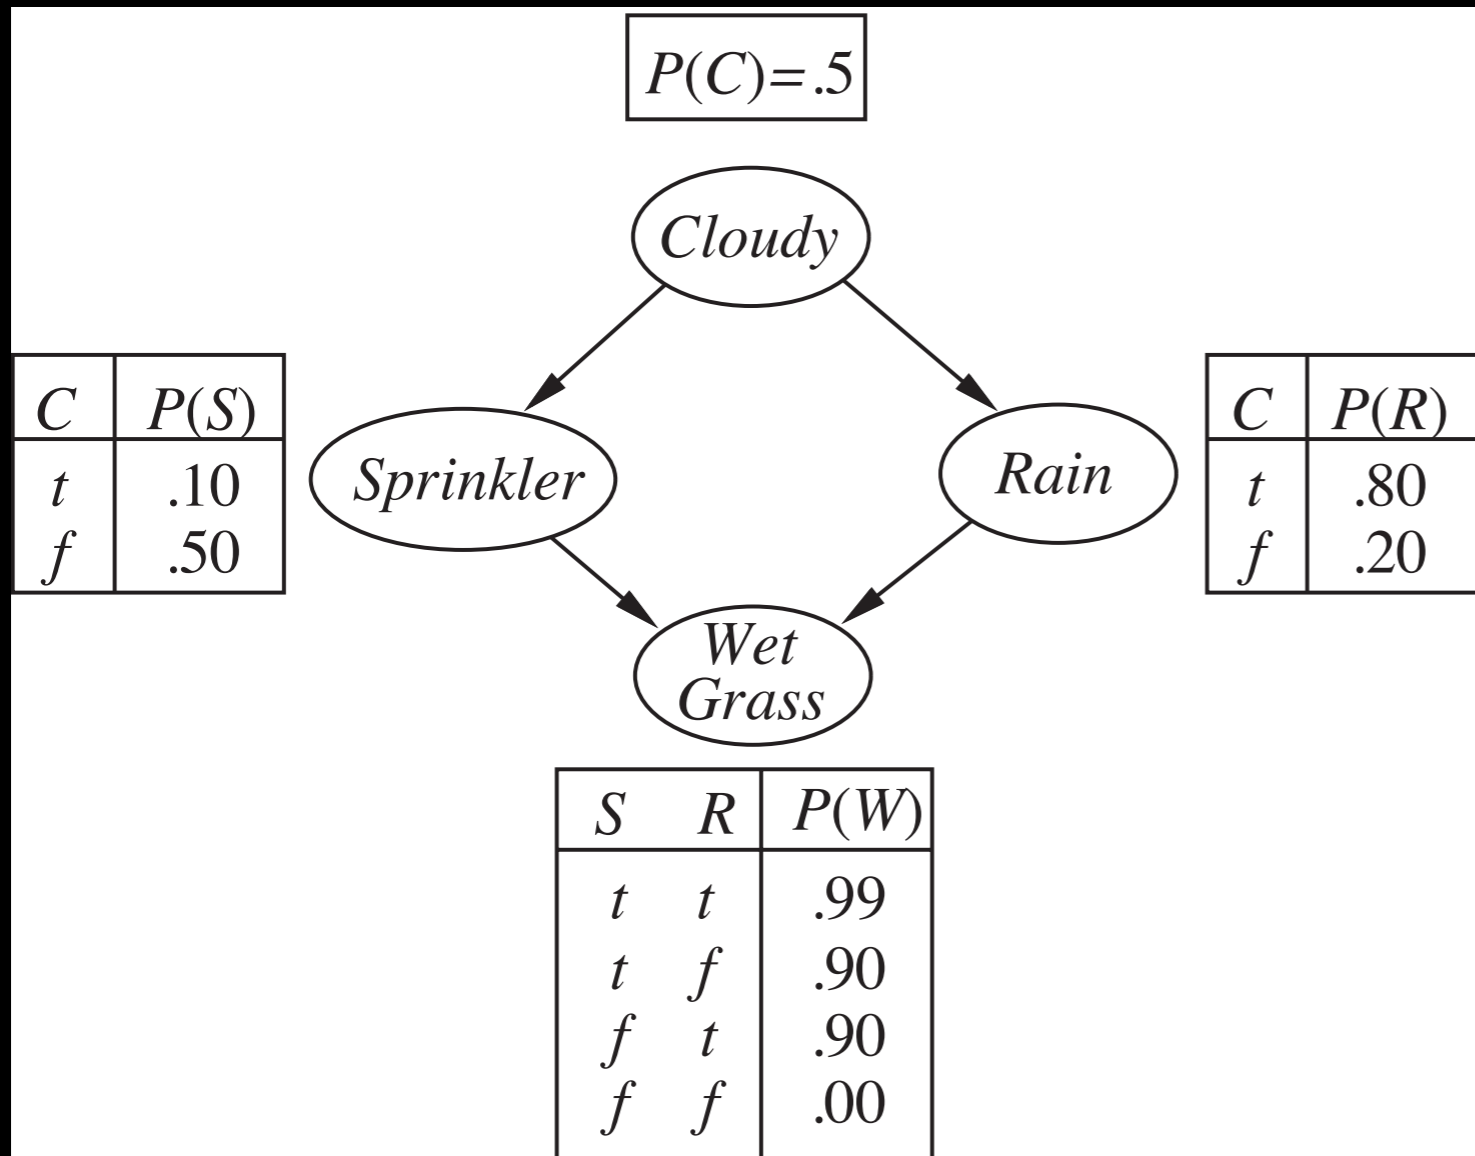 P(C)=.5
Cloudy
C P(S)
t .10
f .50
Sprinkler
Rain
C P(R)
t .80
f .20
Wet
Grass
S R P(W)
t t .99
t f .90
f t .90
f f .00